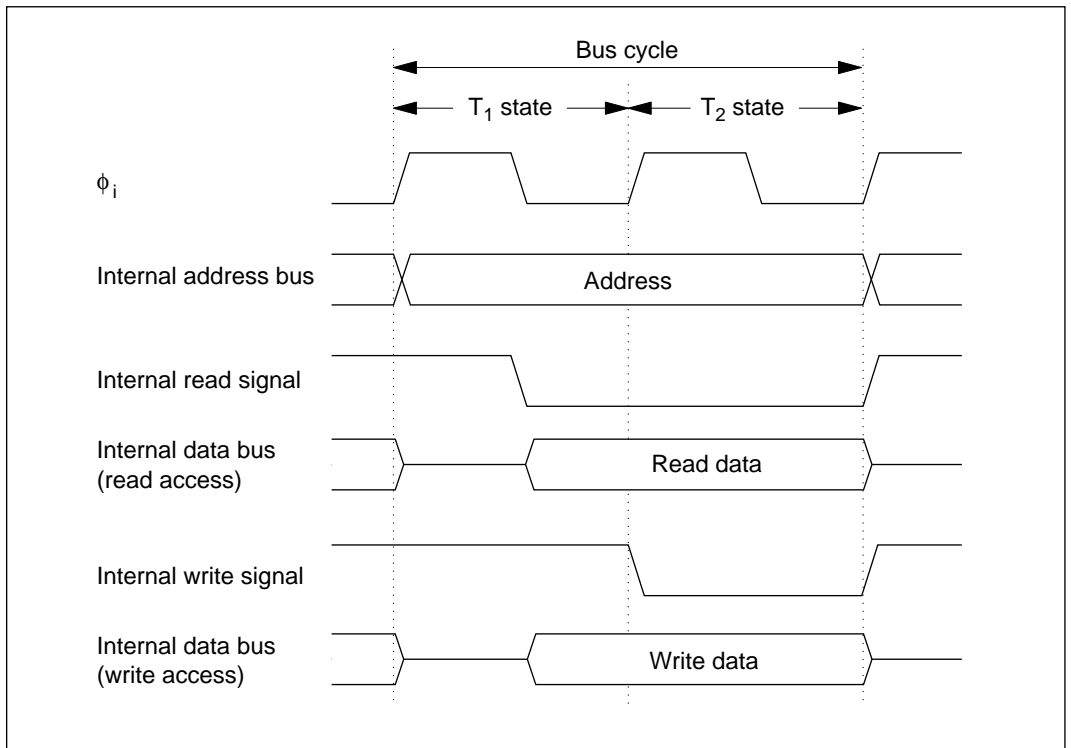 Bus cycle
T1 state
T2 state
ϕi
Internal address bus
Address
Internal read signal
Internal data bus
(read access)
Read data
Internal write signal
Internal data bus
(write access)
Write data